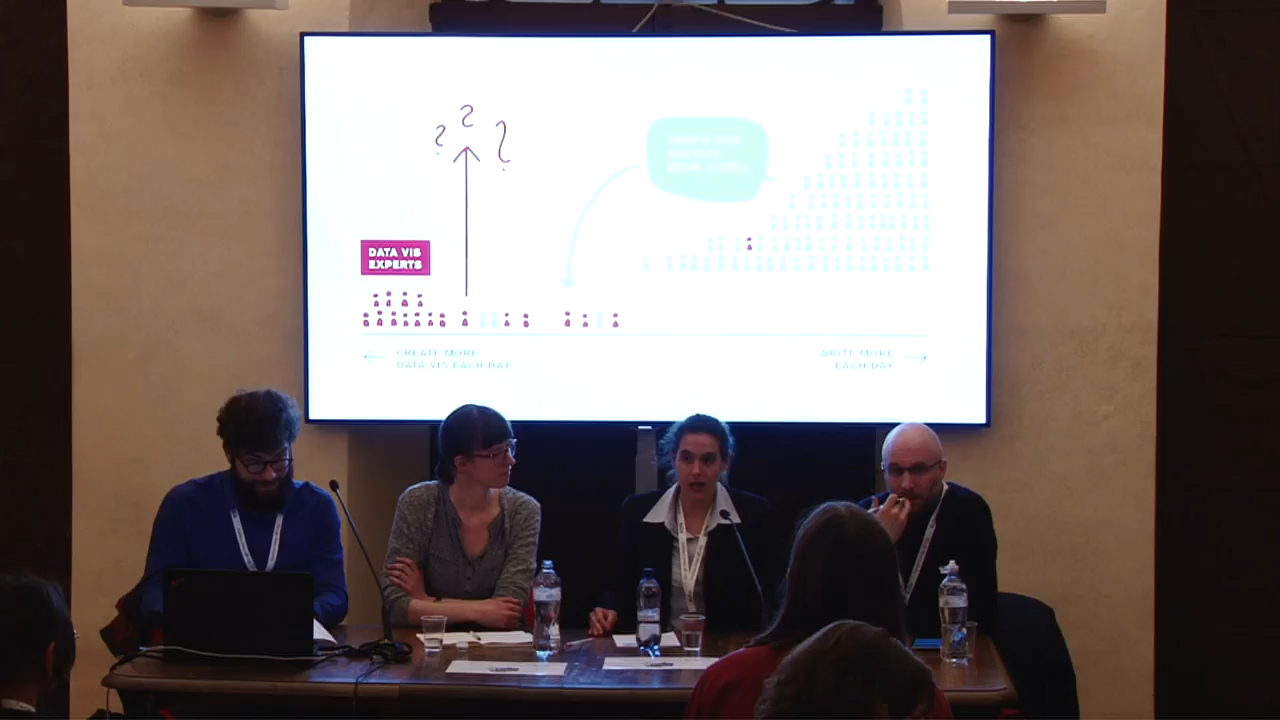 ? ? ?
DATA VIS
EXPERTS
CREATE MORE
DATA VIS EACH DAY
WRITE MORE
EACH DAY